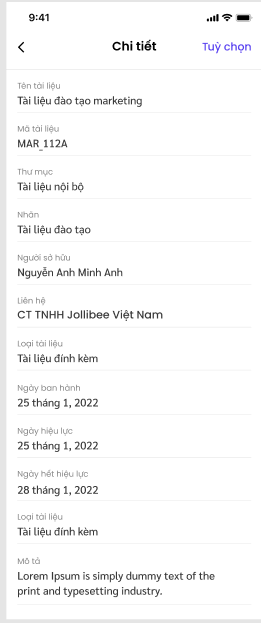 9:41
Chi tiết
Tuỳ chọn
Tên tài liệu
Tài liệu đào tạo marketing
Mã tài liệu
MAR_112A
Thư mục
Tài liệu nội bộ
Nhãn
Tài liệu đào tạo
Người sở hữu
Nguyễn Anh Minh Anh
Liên hệ
CT TNHH Jollibee Việt Nam
Loại tài liệu
Tài liệu đính kèm
Ngày ban hành
25 tháng 1, 2022
Ngày hiệu lực
25 tháng 1, 2022
Ngày hết hiệu lực
28 tháng 1, 2022
Loại tài liệu
Tài liệu đính kèm
Mô tả
Lorem Ipsum is simply dummy text of the
print and typesetting industry.